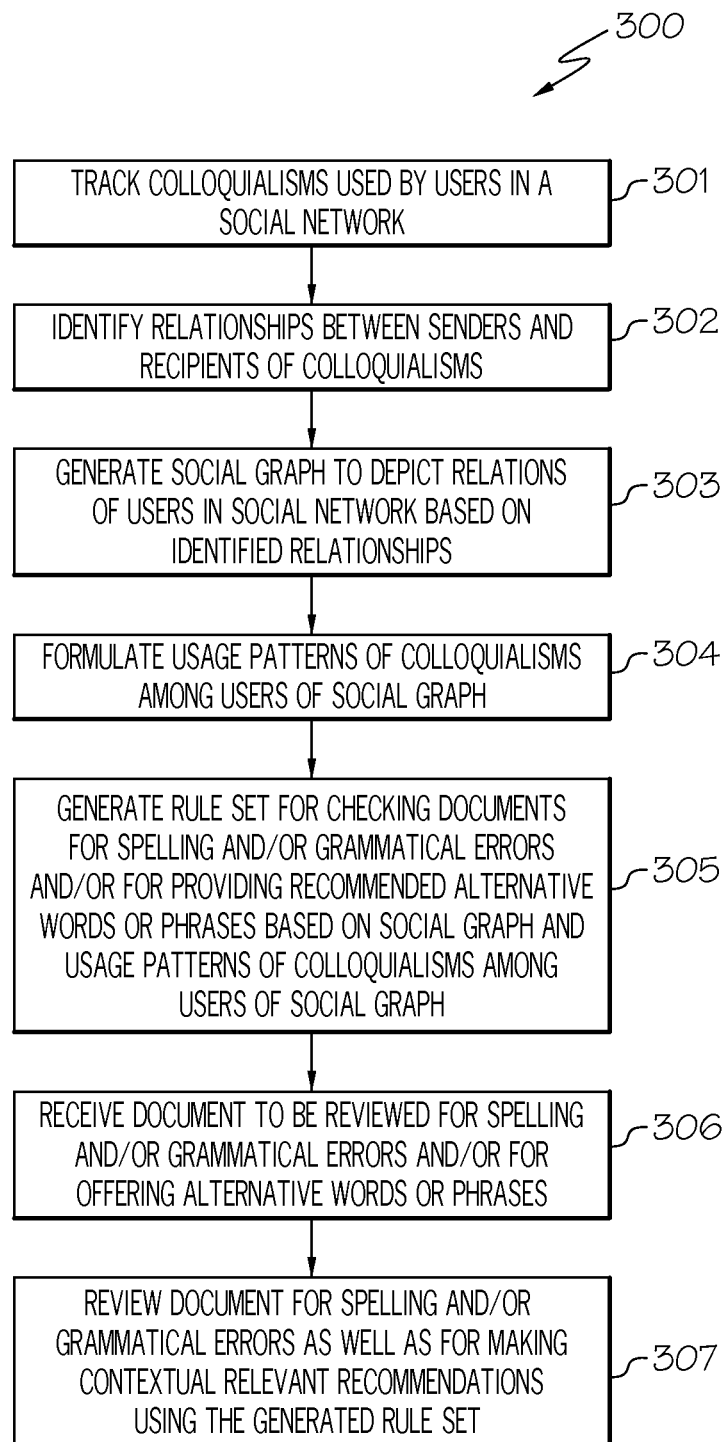 300
TRACK COLLOQUIALISMS USED BY USERS IN A
SOCIAL NETWORK
301
IDENTIFY RELATIONSHIPS BETWEEN SENDERS AND
RECIPIENTS OF COLLOQUIALISMS
302
GENERATE SOCIAL GRAPH TO DEPICT RELATIONS
OF USERS IN SOCIAL NETWORK BASED ON
IDENTIFIED RELATIONSHIPS
303
FORMULATE USAGE PATTERNS OF COLLOQUIALISMS
AMONG USERS OF SOCIAL GRAPH
304
GENERATE RULE SET FOR CHECKING DOCUMENTS
FOR SPELLING AND/OR GRAMMATICAL ERRORS
AND/OR FOR PROVIDING RECOMMENDED ALTERNATIVE
WORDS OR PHRASES BASED ON SOCIAL GRAPH AND
USAGE PATTERNS OF COLLOQUIALISMS AMONG
USERS OF SOCIAL GRAPH
305
RECEIVE DOCUMENT TO BE REVIEWED FOR SPELLING
AND/OR GRAMMATICAL ERRORS AND/OR FOR
OFFERING ALTERNATIVE WORDS OR PHRASES
306
REVIEW DOCUMENT FOR SPELLING AND/OR
GRAMMATICAL ERRORS AS WELL AS FOR MAKING
CONTEXTUAL RELEVANT RECOMMENDATIONS
USING THE GENERATED RULE SET
307